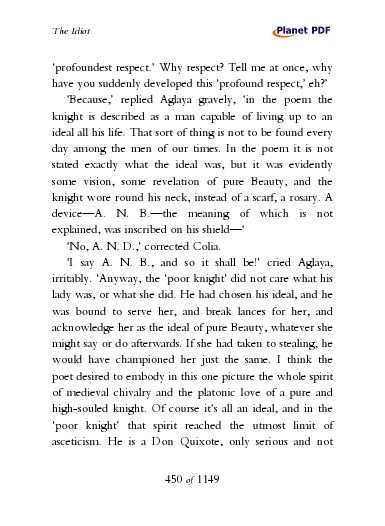 The Idiot
Planet PDF
‘profoundest respect.’ Why respect? Tell me at once, why
have you suddenly developed this ‘profound respect,’ eh?’
‘Because,’ replied Aglaya gravely, ‘in the poem the
knight is described as a man capable of living up to an
ideal all his life. That sort of thing is not to be found every
day among the men of our times. In the poem it is not
stated exactly what the ideal was, but it was evidently
some vision, some revelation of pure Beauty, and the
knight wore round his neck, instead of a scarf, a rosary. A
device—A. N. B.—the meaning of which is not
explained, was inscribed on his shield—‘
‘No, A. N. D.,’ corrected Colia.
‘I say A. N. B., and so it shall be!’ cried Aglaya,
irritably. ‘Anyway, the ‘poor knight’ did not care what his
lady was, or what she did. He had chosen his ideal, and he
was bound to serve her, and break lances for her, and
acknowledge her as the ideal of pure Beauty, whatever she
might say or do afterwards. If she had taken to stealing, he
would have championed her just the same. I think the
poet desired to embody in this one picture the whole spirit
of medieval chivalry and the platonic love of a pure and
high-souled knight. Of course it’s all an ideal, and in the
‘poor knight’ that spirit reached the utmost limit of
asceticism. He is a Don Quixote, only serious and not
450 of 1149